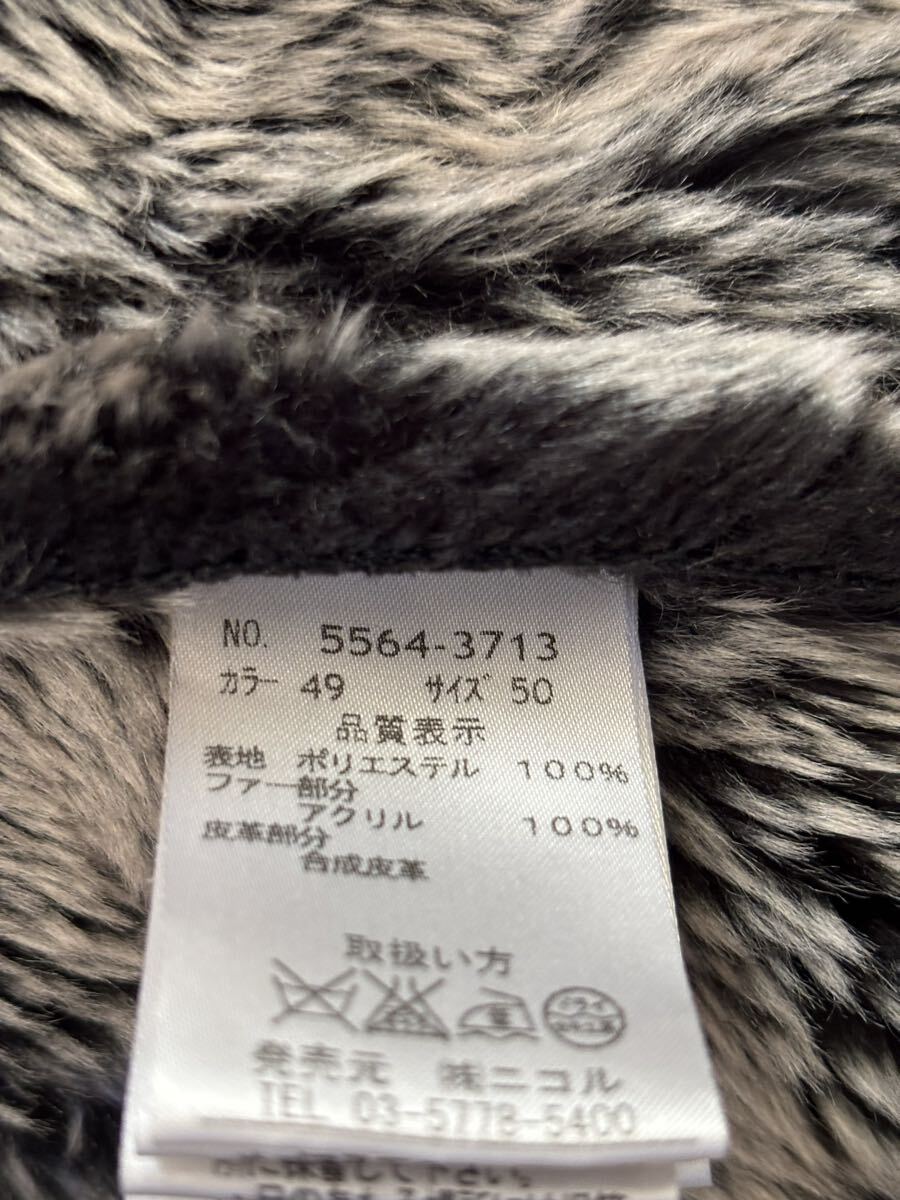 NO. 5564-3713
カラー 49 サイズ 50
品質表示
表地 ポリエステル 100%
ファー部分
アクリル 100%
皮革部分
合成皮革
取扱い方
ドライ
発売元 ㈱ニコル
TEL 03-5778-5400